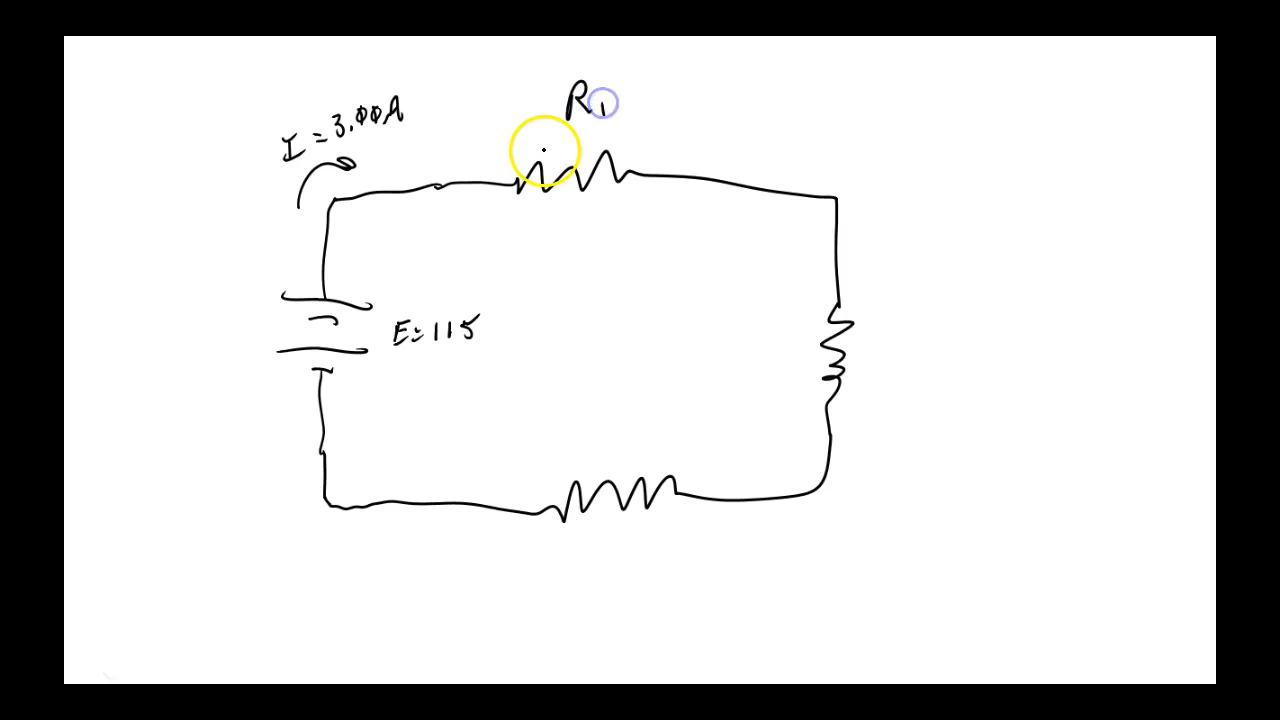 R1
I = 3.00A
E = 115